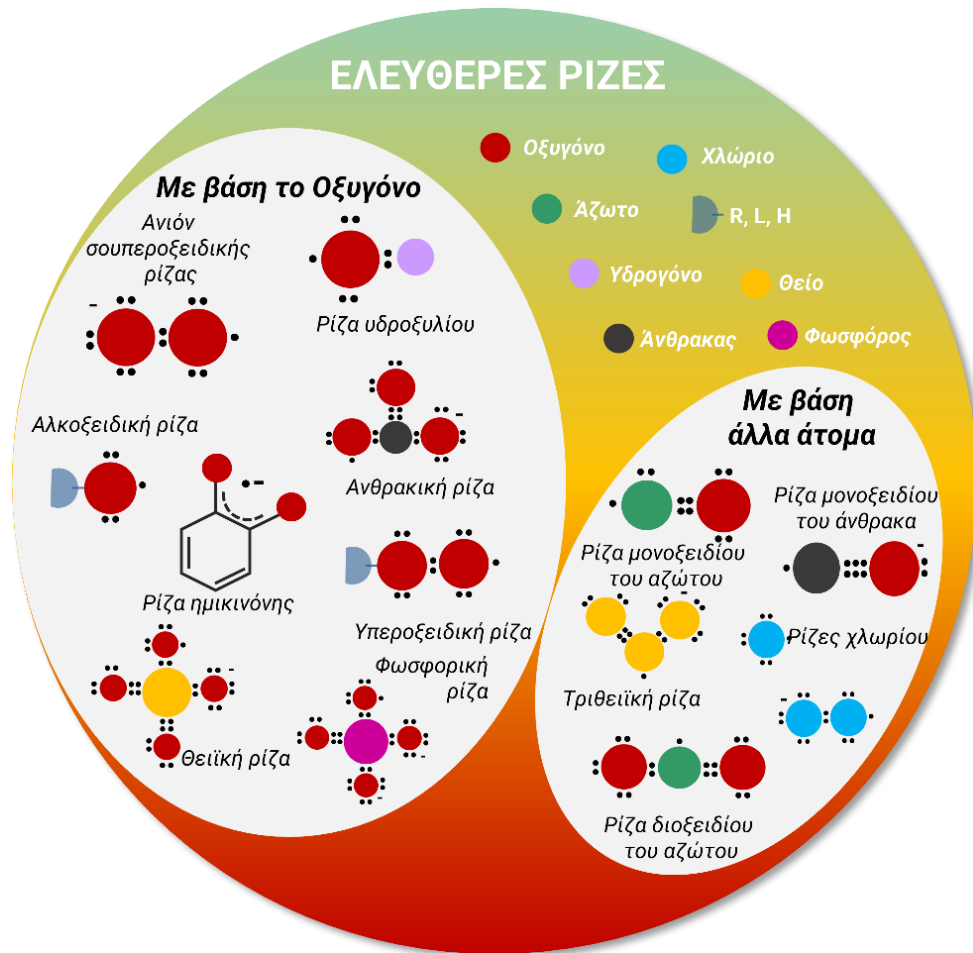 ΕΛΕΥΘΕΡΕΣ ΡΙΖΕΣ
Οξυγόνο
Χλώριο
Άζωτο
R, L, H
Υδρογόνο
Θείο
Άνθρακας
Φωσφόρος
Με βάση το Οξυγόνο
Ανιόν
σουπεροξειδικής
ρίζας
Ρίζα υδροξυλίου
Αλκοξειδική ρίζα
Ανθρακική ρίζα
Ρίζα ημικινόνης
Υπεροξειδική ρίζα
Φωσφορική
ρίζα
Θειϊκή ρίζα
Με βάση
άλλα άτομα
Ρίζα μονοξειδίου
του αζώτου
Ρίζα μονοξειδίου
του άνθρακα
Ρίζες χλωρίου
Τριθειϊκή ρίζα
Ρίζα διοξειδίου
του αζώτου